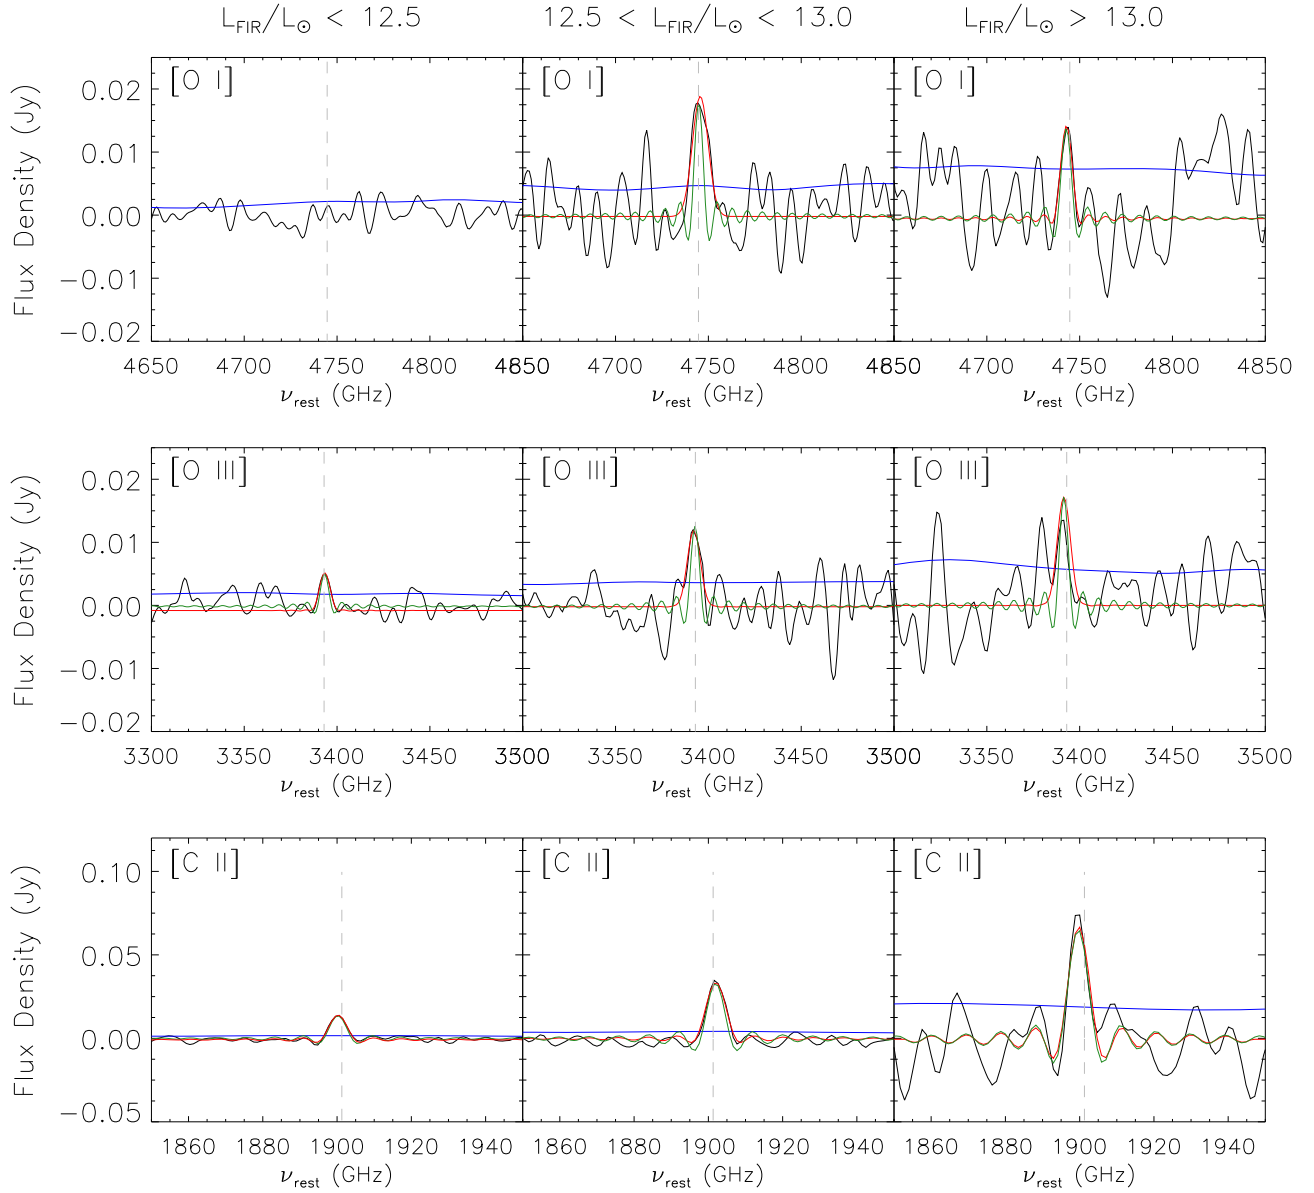 L_FIR/L_⊙ < 12.5 12.5 < L_FIR/L_⊙ < 13.0 L_FIR/L_⊙ > 13.0
[O I] [O I] [O I]
Flux Density (Jy)
0.02
0.01
0.00
−0.01
−0.02
4650 4700 4750 4800 4850 4700 4750 4800 4850 4700 4750 4800 4850
ν_rest (GHz) ν_rest (GHz) ν_rest (GHz)
[O III] [O III] [O III]
Flux Density (Jy)
0.02
0.01
0.00
−0.01
−0.02
3300 3350 3400 3450 3500 3350 3400 3450 3500 3350 3400 3450 3500
ν_rest (GHz) ν_rest (GHz) ν_rest (GHz)
[C II] [C II] [C II]
Flux Density (Jy)
0.10
0.05
0.00
−0.05
1860 1880 1900 1920 1940 1860 1880 1900 1920 1940 1860 1880 1900 1920 1940
ν_rest (GHz) ν_rest (GHz) ν_rest (GHz)